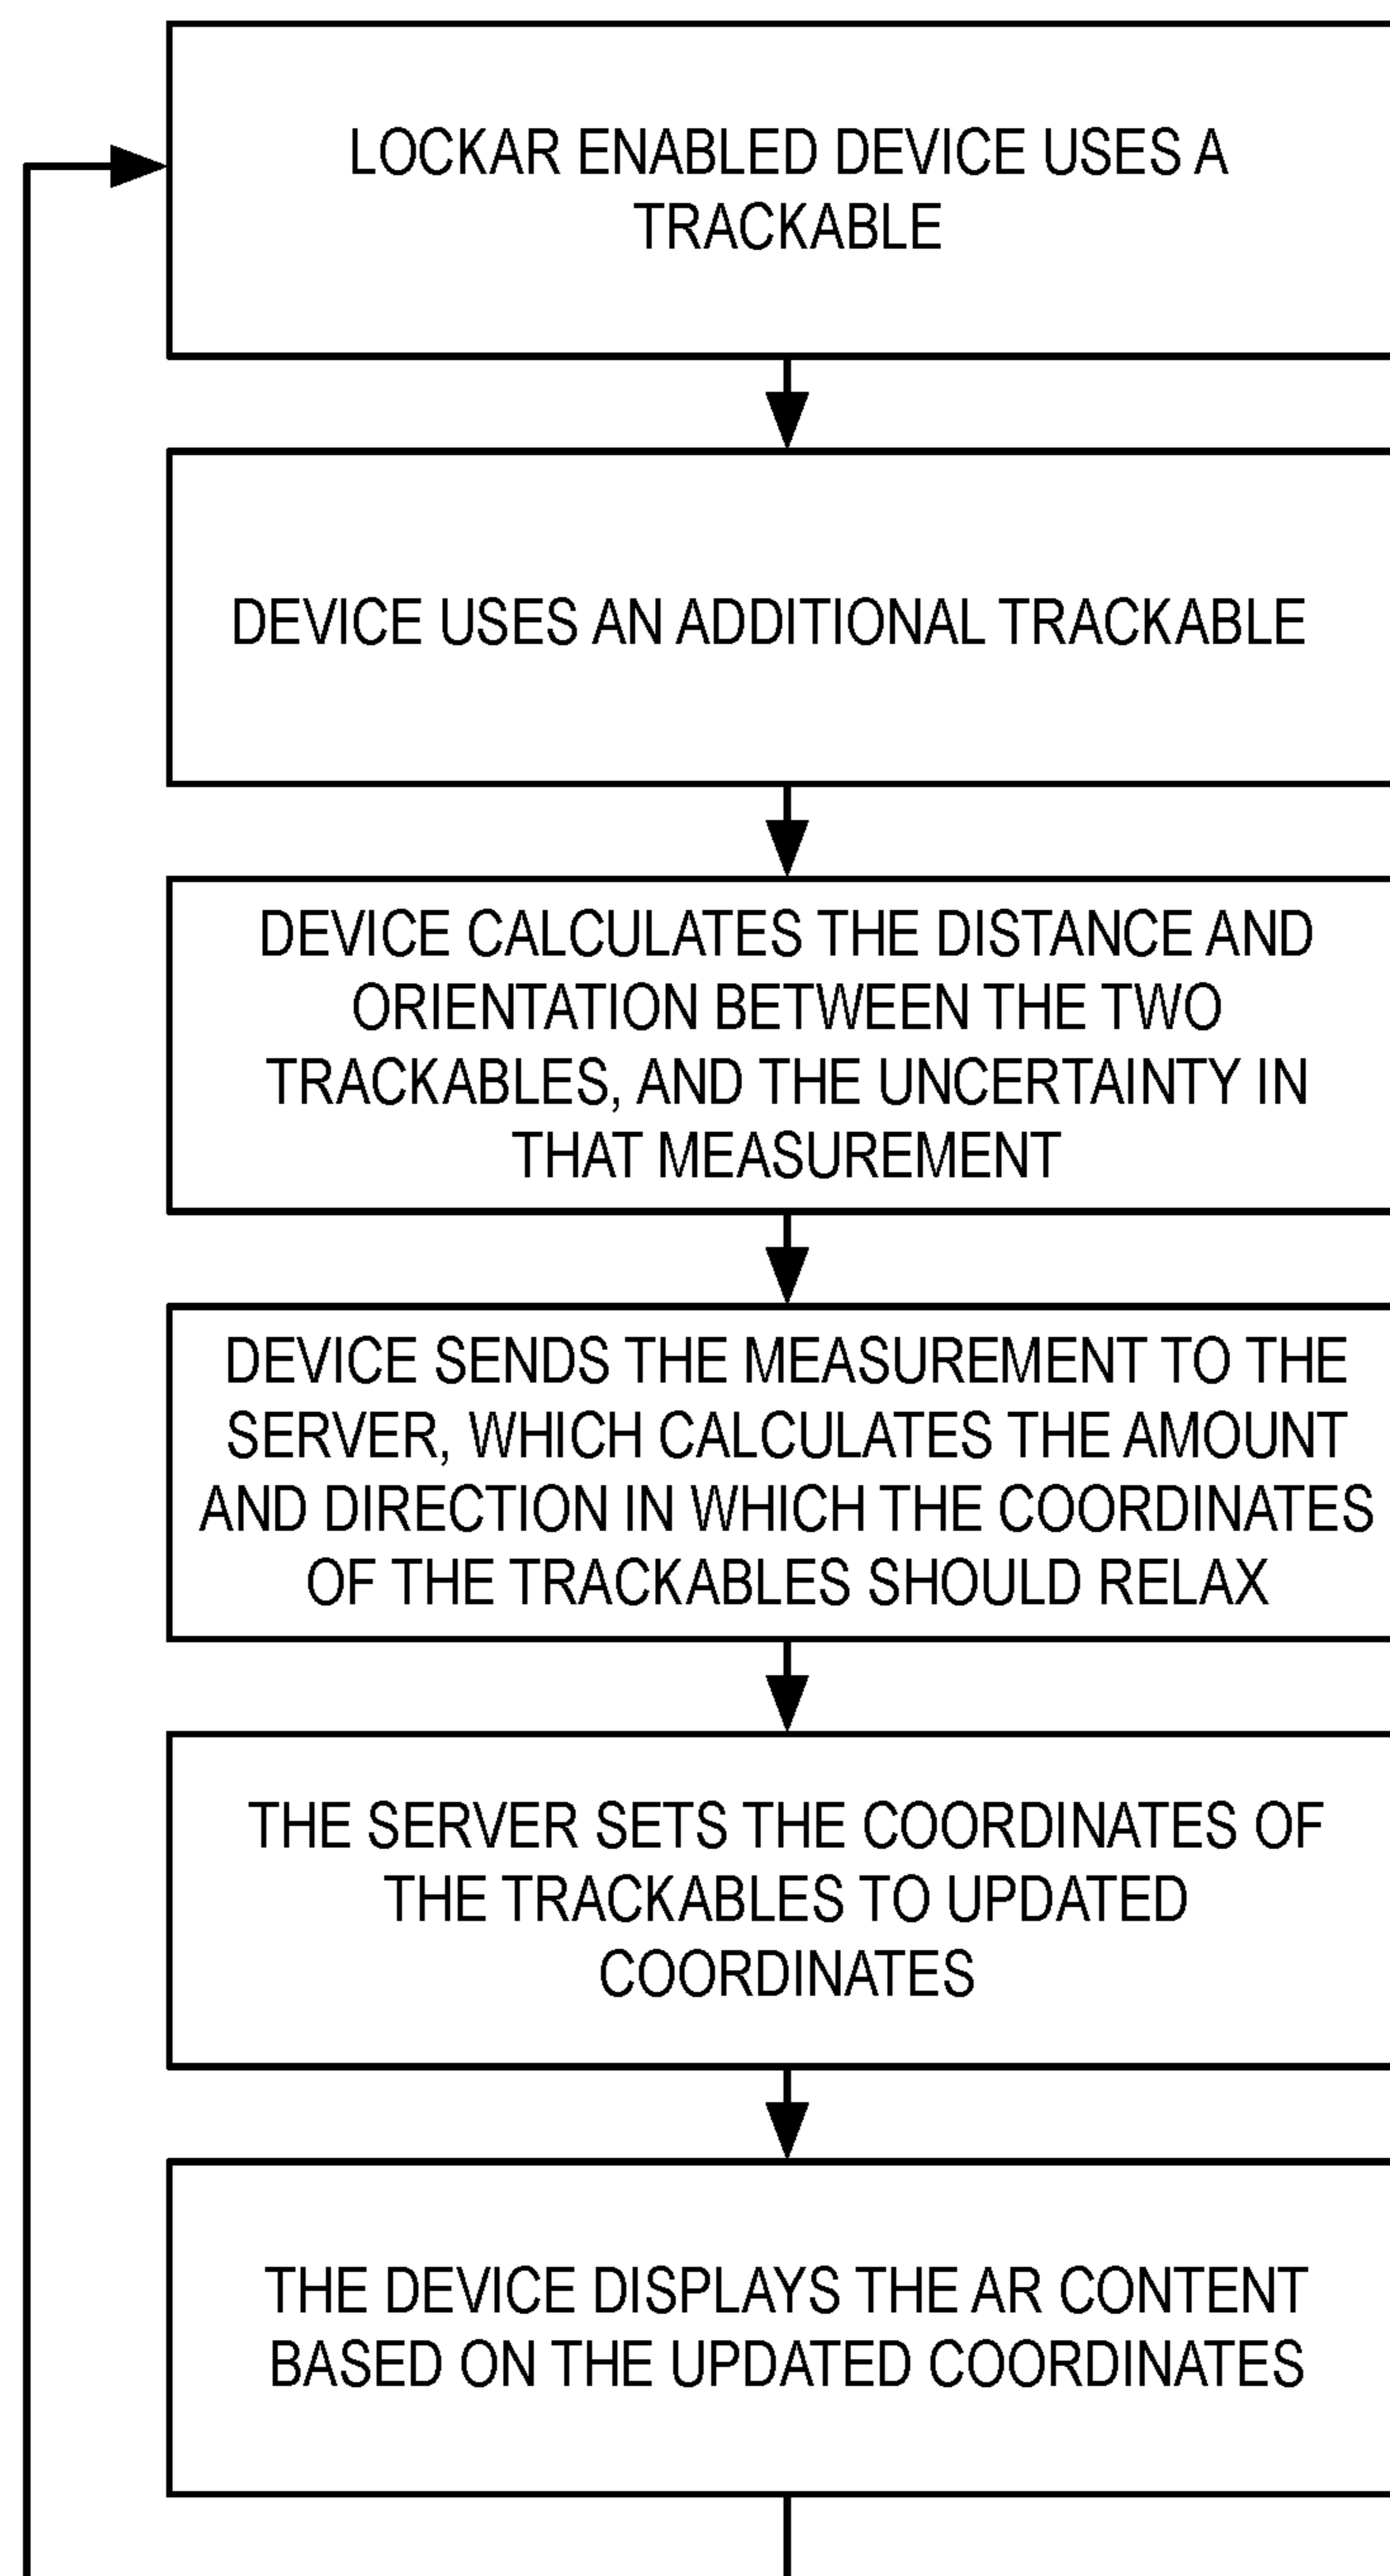 LOCKAR ENABLED DEVICE USES A
TRACKABLE
DEVICE USES AN ADDITIONAL TRACKABLE
DEVICE CALCULATES THE DISTANCE AND
ORIENTATION BETWEEN THE TWO
TRACKABLES, AND THE UNCERTAINTY IN
THAT MEASUREMENT
DEVICE SENDS THE MEASUREMENT TO THE
SERVER, WHICH CALCULATES THE AMOUNT
AND DIRECTION IN WHICH THE COORDINATES
OF THE TRACKABLES SHOULD RELAX
THE SERVER SETS THE COORDINATES OF
THE TRACKABLES TO UPDATED
COORDINATES
THE DEVICE DISPLAYS THE AR CONTENT
BASED ON THE UPDATED COORDINATES